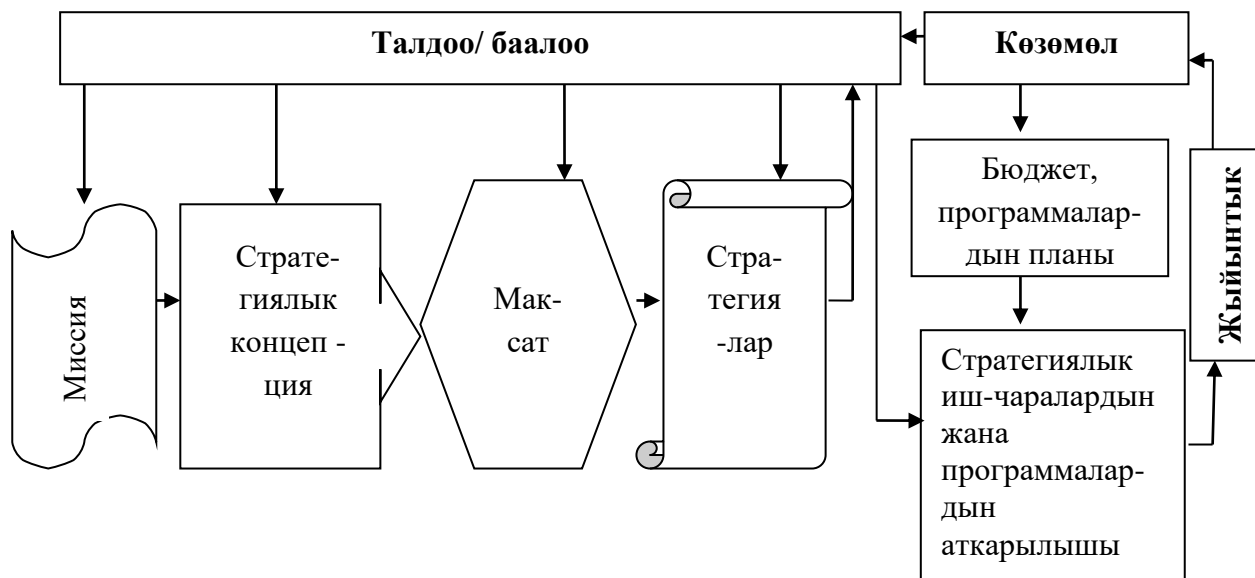 Талдоо/ баалоо
Көзөмөл
Миссия
Страте-
гиялык
концеп -
ция
Мак-
сат
Стра-
тегия
-лар
Бюджет,
программалар-
дын планы
Жыйынтык
Стратегиялык
иш-чаралардын
жана
программалар-
дын
аткарылышы